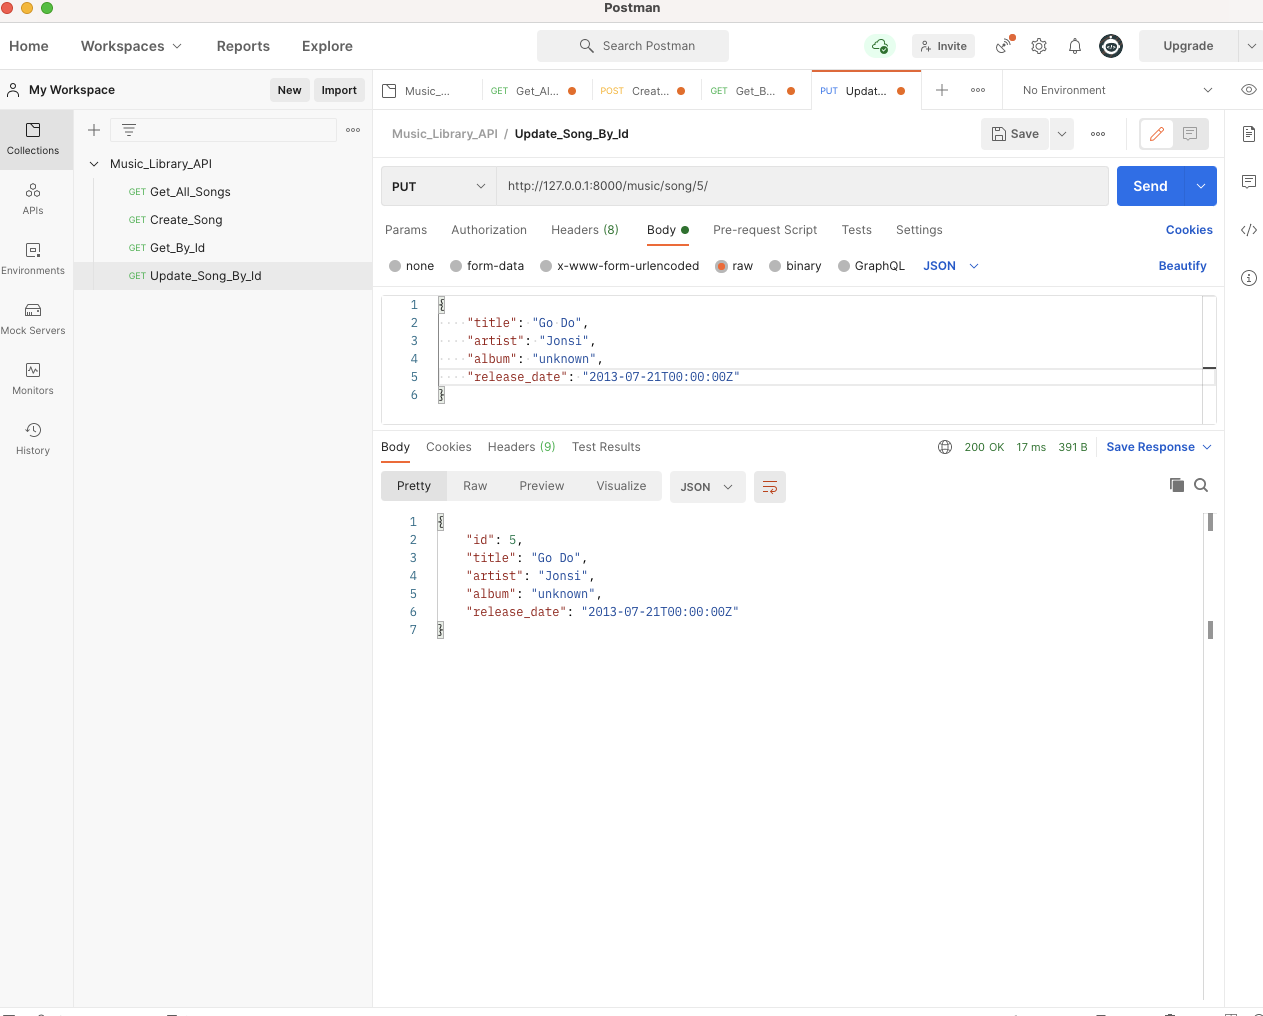 Postman
Home Workspaces Reports Explore Search Postman Invite Upgrade
My Workspace New Import
Music_... GET Get_Al... POST Creat... GET Get_B... PUT Updat... No Environment
Collections
APIs
Environments
Mock Servers
Monitors
History
Music_Library_API
GET Get_All_Songs
GET Create_Song
GET Get_By_Id
GET Update_Song_By_Id
Music_Library_API / Update_Song_By_Id Save
PUT http://127.0.0.1:8000/music/song/5/ Send
Params Authorization Headers (8) Body Pre-request Script Tests Settings Cookies
none form-data x-www-form-urlencoded raw binary GraphQL JSON Beautify
1 {
2 "title": "Go Do",
3 "artist": "Jonsi",
4 "album": "unknown",
5 "release_date": "2013-07-21T00:00:00Z"
6 }
Body Cookies Headers (9) Test Results 200 OK 17 ms 391 B Save Response
Pretty Raw Preview Visualize JSON
1 {
2 "id": 5,
3 "title": "Go Do",
4 "artist": "Jonsi",
5 "album": "unknown",
6 "release_date": "2013-07-21T00:00:00Z"
7 }